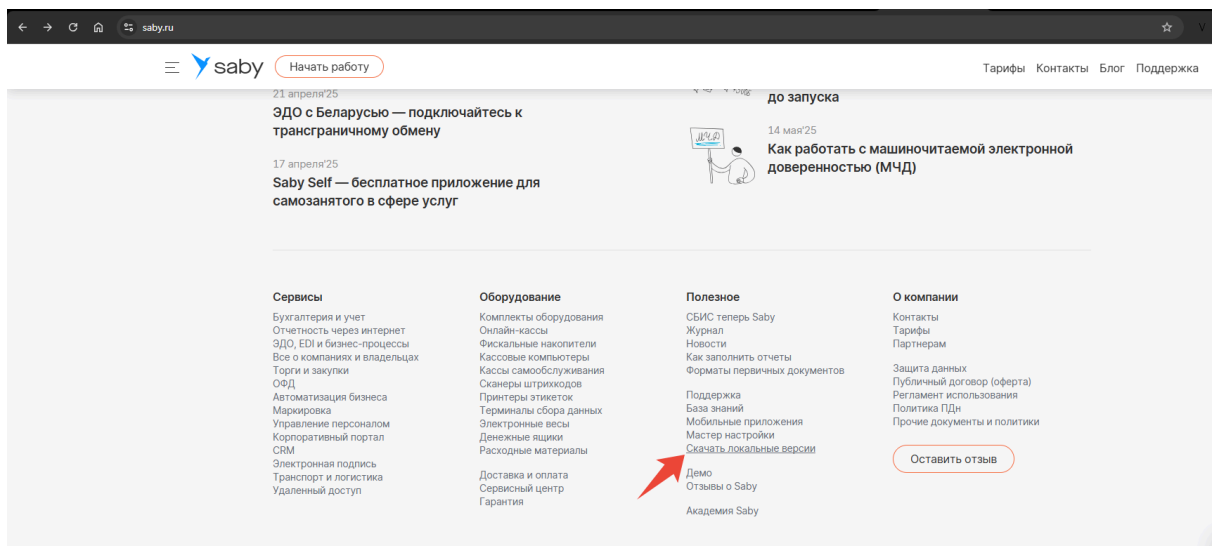 saby.ru
saby
Начать работу
Тарифы Контакты Блог Поддержка
21 апреля'25
ЭДО с Беларусью — подключайтесь к
трансграничному обмену
17 апреля'25
Saby Self — бесплатное приложение для
самозанятого в сфере услуг
до запуска
МЧД
14 мая'25
Как работать с машиночитаемой электронной
доверенностью (МЧД)
Сервисы
Бухгалтерия и учет
Отчетность через интернет
ЭДО, EDI и бизнес-процессы
Все о компаниях и владельцах
Торги и закупки
ОФД
Автоматизация бизнеса
Маркировка
Управление персоналом
Корпоративный портал
CRM
Электронная подпись
Транспорт и логистика
Удаленный доступ
Оборудование
Комплекты оборудования
Онлайн-кассы
Фискальные накопители
Кассовые компьютеры
Кассы самообслуживания
Сканеры штрихкодов
Принтеры этикеток
Терминалы сбора данных
Электронные весы
Денежные ящики
Расходные материалы
Доставка и оплата
Сервисный центр
Гарантия
Полезное
СБИС теперь Saby
Журнал
Новости
Как заполнить отчеты
Форматы первичных документов
Поддержка
База знаний
Мобильные приложения
Мастер настройки
Скачать локальные версии
Демо
Отзывы о Saby
Академия Saby
О компании
Контакты
Тарифы
Партнерам
Защита данных
Публичный договор (оферта)
Регламент использования
Политика ПДн
Прочие документы и политики
Оставить отзыв